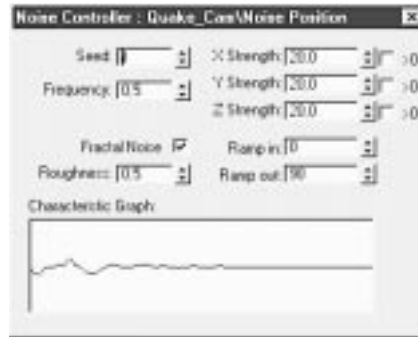 Noise Controller : Quake_Cam\Noise Position
Seed:
X Strength: 20.0 >0
Frequency: 0.5
Y Strength: 20.0 >0
Z Strength: 20.0 >0
Fractal Noise
Ramp in: 0
Roughness: 0.5
Ramp out: 90
Characteristic Graph: